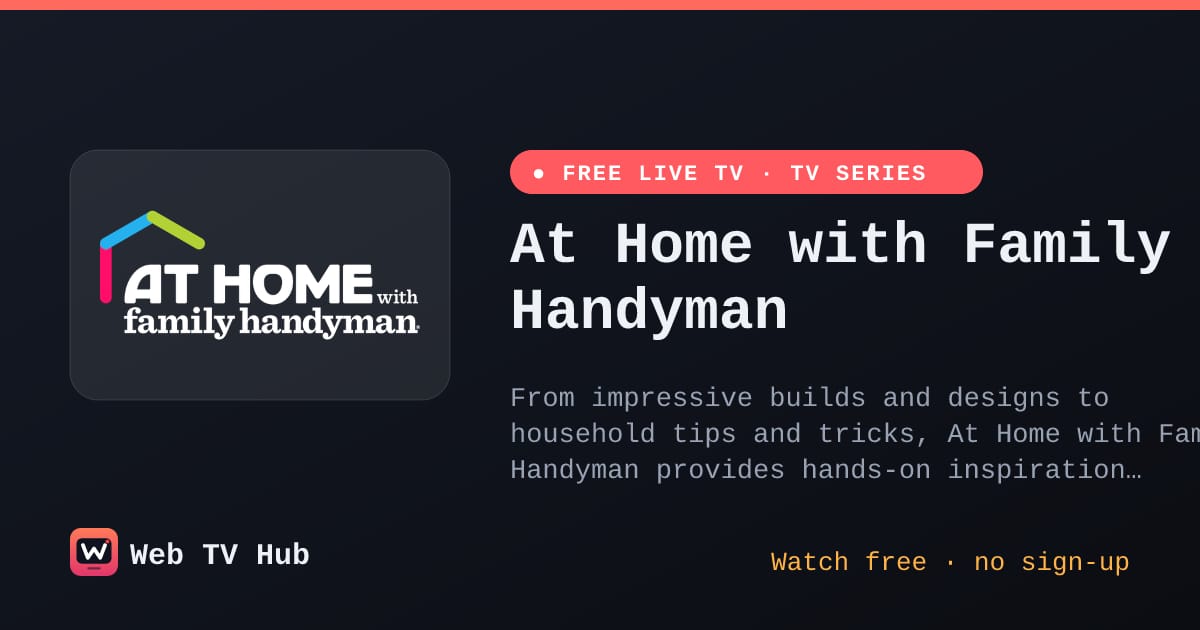 AT HOME with
family handyman
● FREE LIVE TV · TV SERIES
At Home with Family
Handyman
From impressive builds and designs to
household tips and tricks, At Home with Fam
Handyman provides hands-on inspiration…
W
Web TV Hub
Watch free · no sign-up